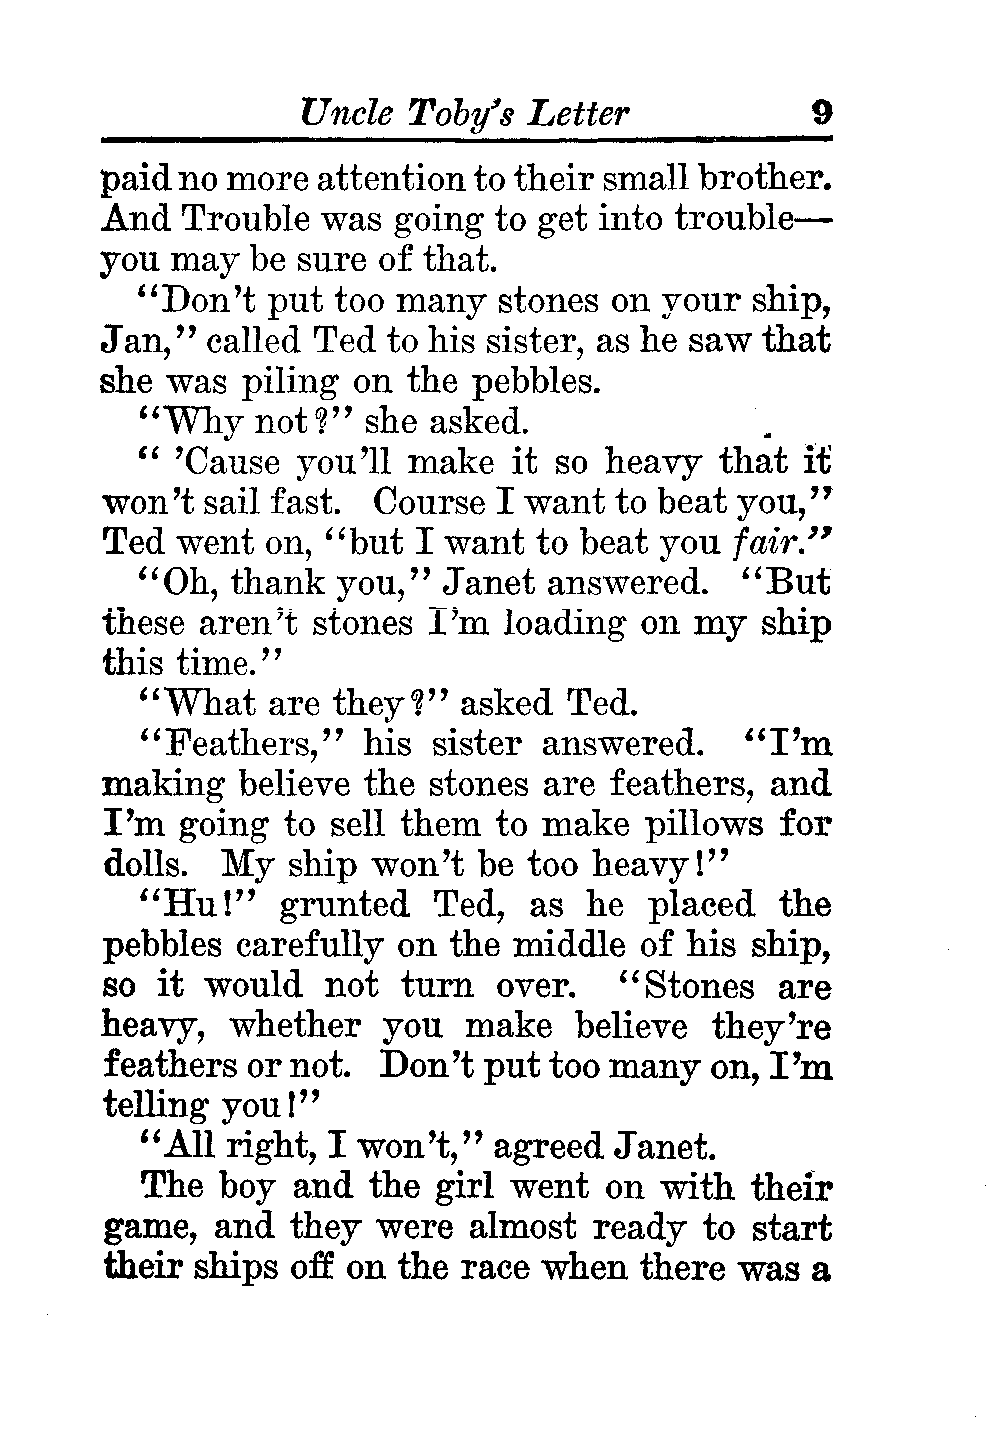 Uncle Toby's Letter 9
paid no more attention to their small brother.
And Trouble was going to get into trouble—
you may be sure of that.
"Don't put too many stones on your ship,
Jan," called Ted to his sister, as he saw that
she was piling on the pebbles.
"Why not?" she asked.
" 'Cause you'll make it so heavy that it
won't sail fast. Course I want to beat you,"
Ted went on, "but I want to beat you fair."
"Oh, thank you," Janet answered. "But
these aren't stones I'm loading on my ship
this time."
"What are they?" asked Ted.
"Feathers," his sister answered. "I'm
making believe the stones are feathers, and
I'm going to sell them to make pillows for
dolls. My ship won't be too heavy!"
"Hu!" grunted Ted, as he placed the
pebbles carefully on the middle of his ship,
so it would not turn over. "Stones are
heavy, whether you make believe they're
feathers or not. Don't put too many on, I'm
telling you!"
"All right, I won't," agreed Janet.
The boy and the girl went on with their
game, and they were almost ready to start
their ships off on the race when there was a